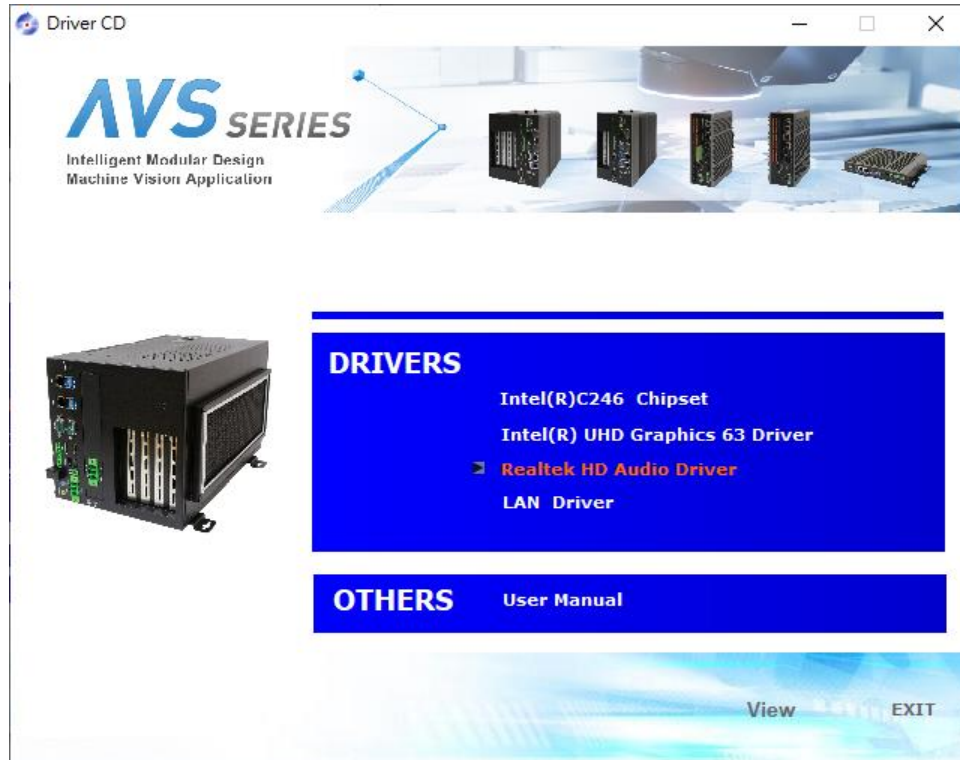 Driver CD
AVS SERIES
Intelligent Modular Design
Machine Vision Application
DRIVERS
Intel(R)C246 Chipset
Intel(R) UHD Graphics 63 Driver
Realtek HD Audio Driver
LAN Driver
OTHERS User Manual
View EXIT